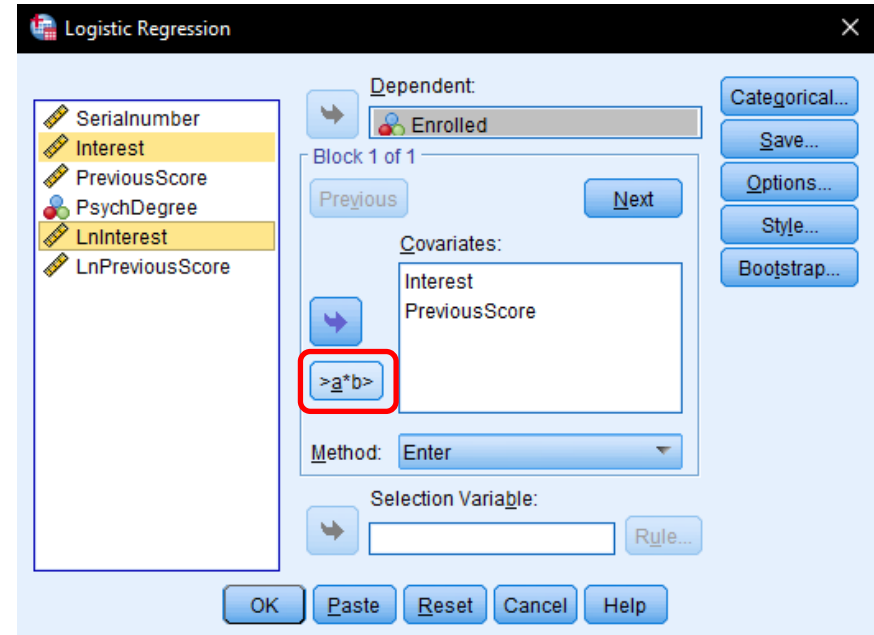 Logistic Regression
Serialnumber
Interest
PreviousScore
PsychDegree
LnInterest
LnPreviousScore
Dependent:
Enrolled
Block 1 of 1
Previous
Next
Covariates:
Interest
PreviousScore
>a*b>
Method: Enter
Selection Variable:
Rule...
Categorical...
Save...
Options...
Style...
Bootstrap...
OK Paste Reset Cancel Help